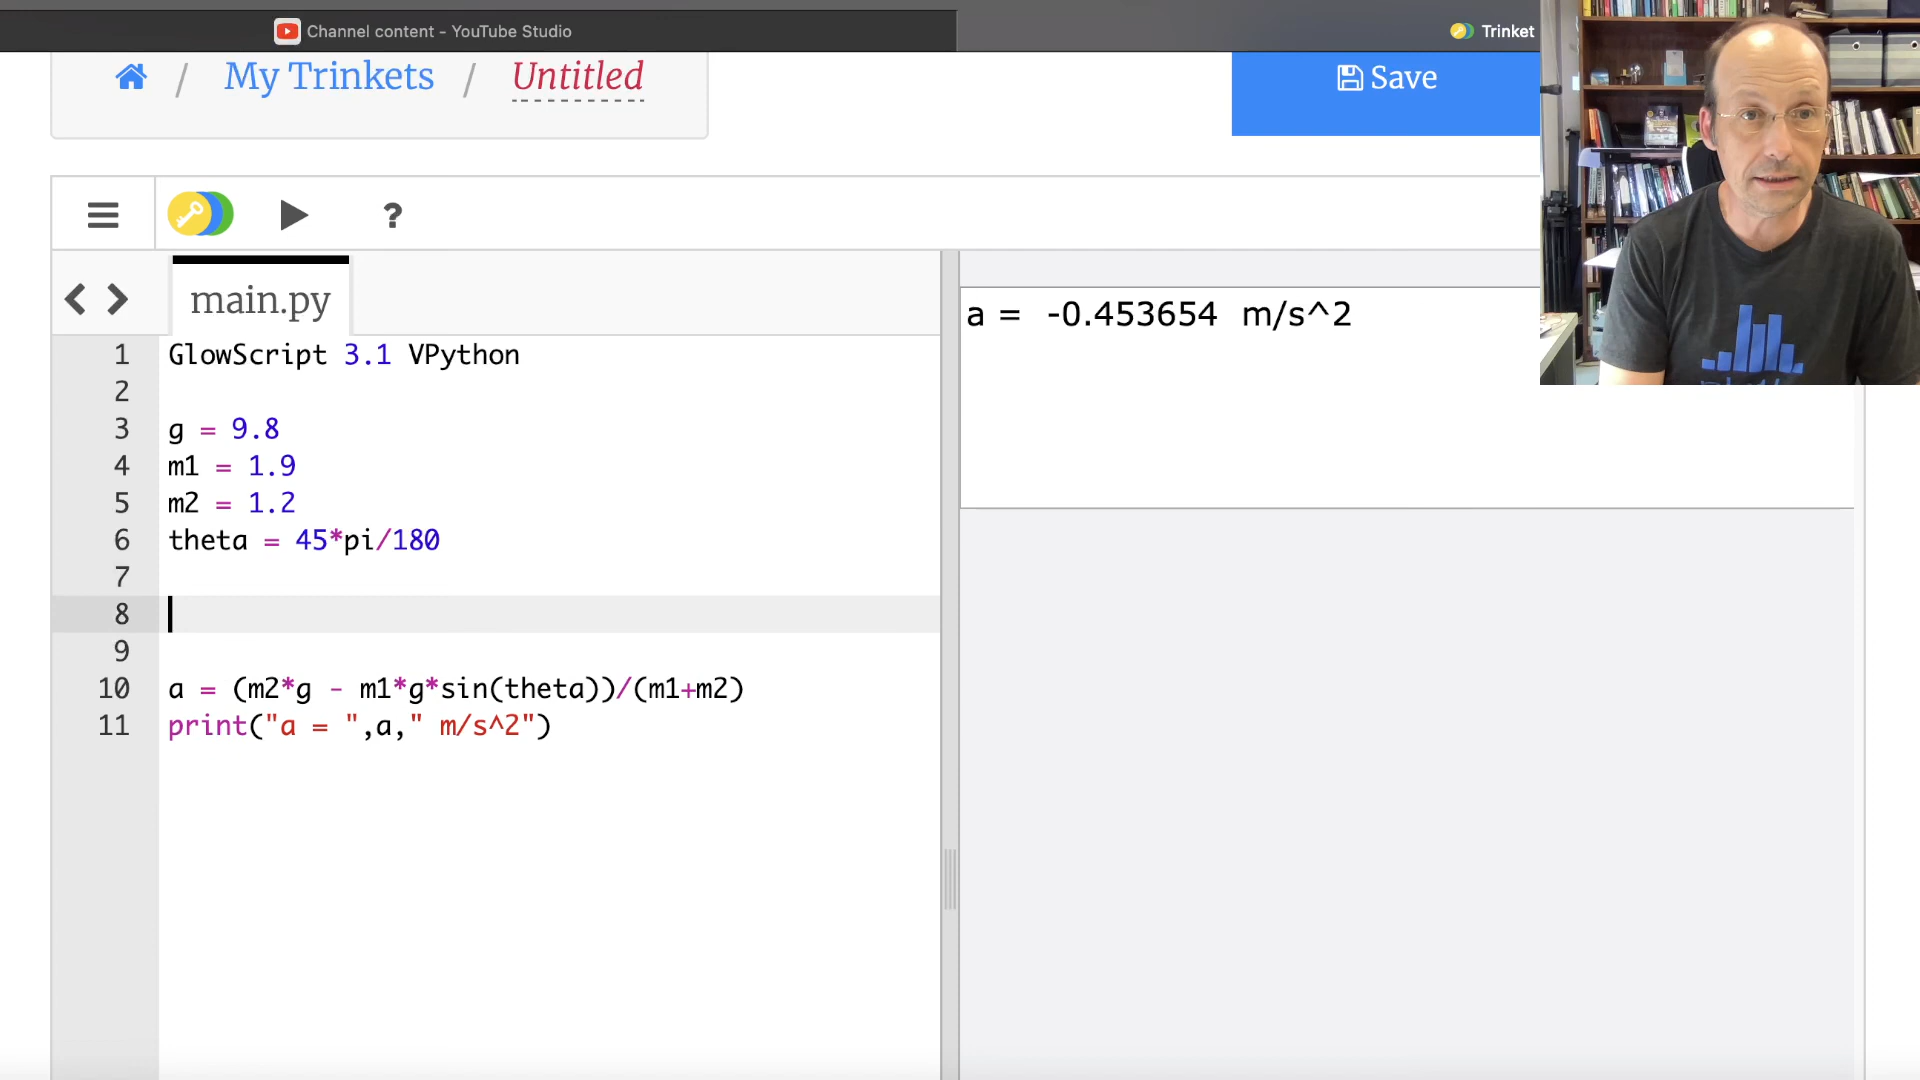 Channel content - YouTube Studio
Trinket
/ My Trinkets / Untitled
Save
?
main.py
1 GlowScript 3.1 VPython
2
3 g = 9.8
4 m1 = 1.9
5 m2 = 1.2
6 theta = 45*pi/180
7
8
9
10 a = (m2*g - m1*g*sin(theta))/(m1+m2)
11 print("a = ",a," m/s^2")
a = -0.453654 m/s^2